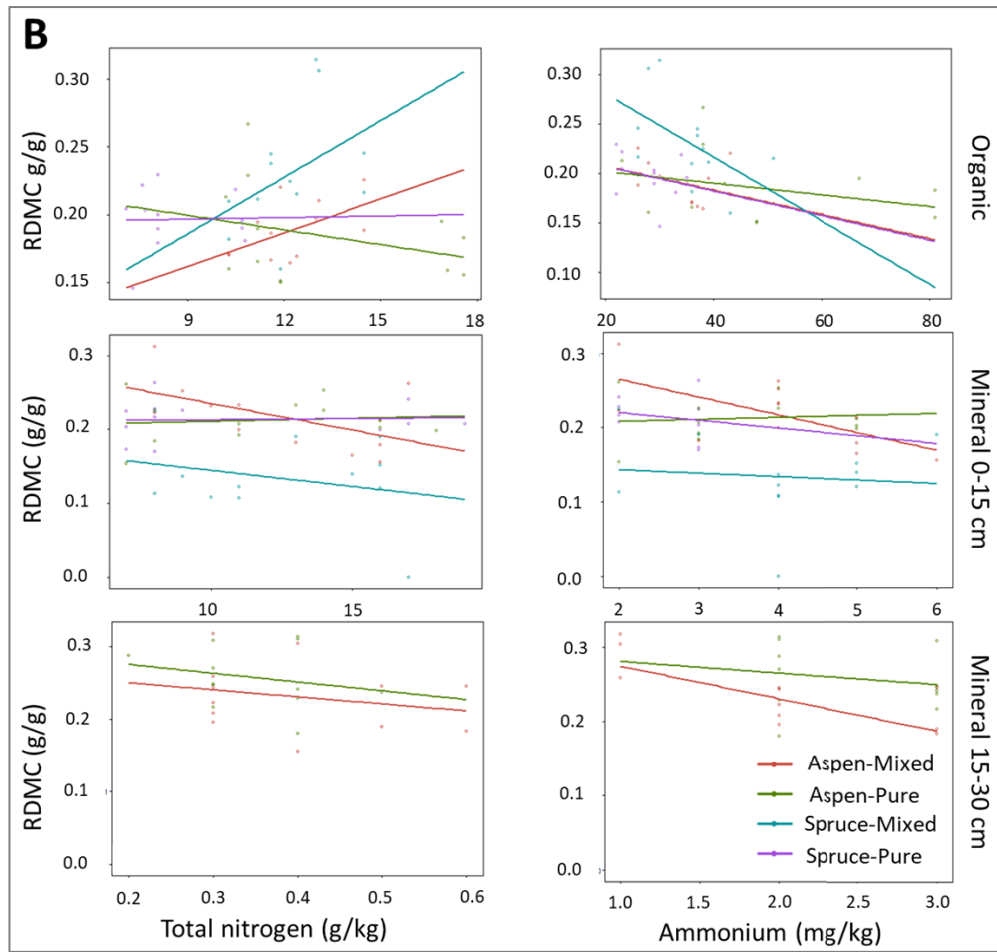 B
RDMC g/g)
0.30
0.25
0.20
0.15
9 12 15 18
0.30
0.25
0.20
0.15
0.10
20 40 60 80
Organic
RDMC (g/g)
0.3
0.2
0.1
0.0
10 15
0.3
0.2
0.1
0.0
2 3 4 5 6
Mineral 0-15 cm
RDMC (g/g)
0.3
0.2
0.1
0.0
0.2 0.3 0.4 0.5 0.6
Total nitrogen (g/kg)
0.3
0.2
0.1
0.0
1.0 1.5 2.0 2.5 3.0
Ammonium (mg/kg)
Mineral 15-30 cm
Aspen-Mixed
Aspen-Pure
Spruce-Mixed
Spruce-Pure